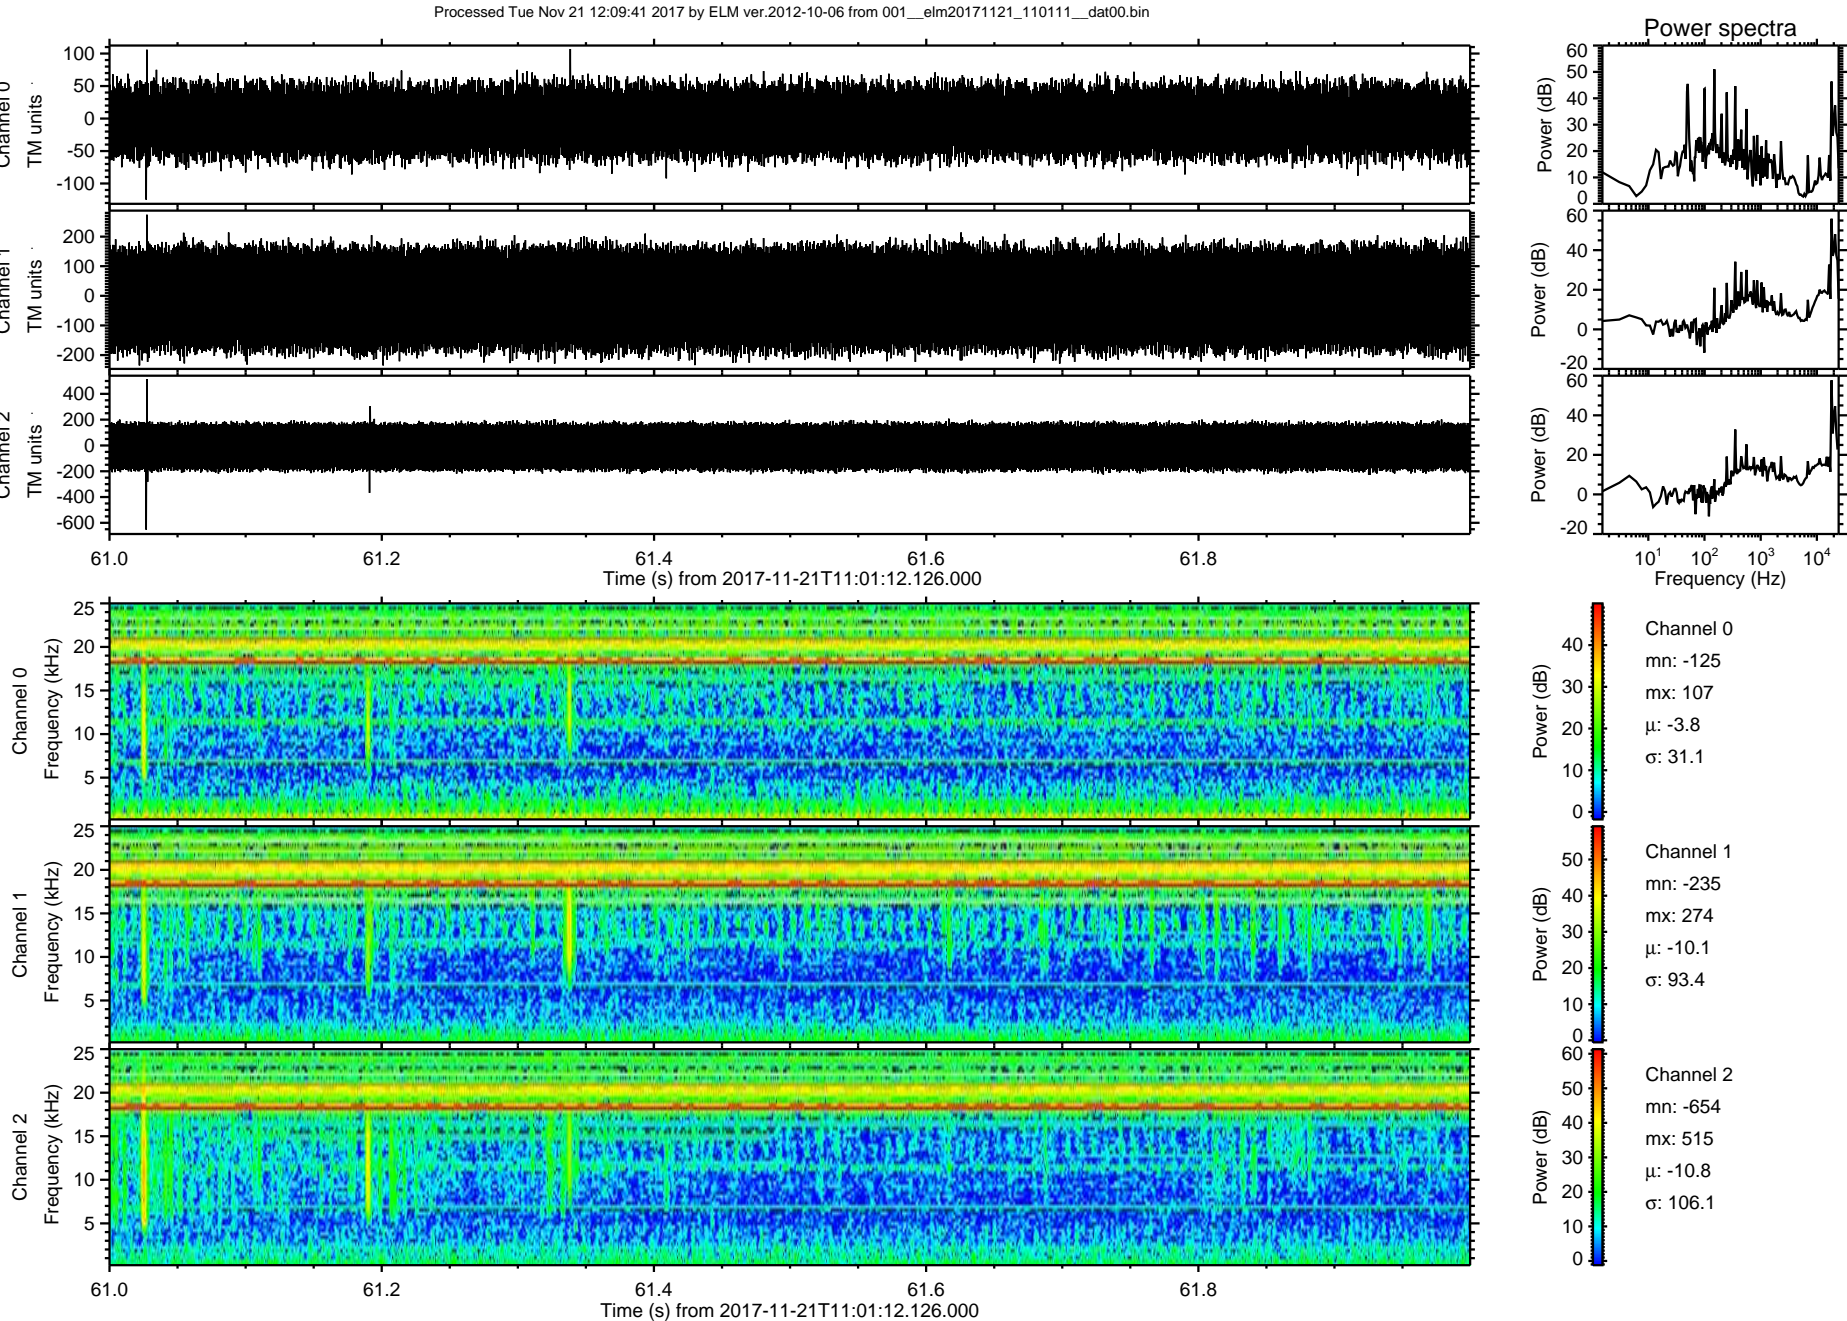 Processed Tue Nov 21 12:09:41 2017 by ELM ver.2012-10-06 from 001__elm20171121_110111__dat00.bin
Power spectra
Channel 0
TM units
100
50
0
-50
-100
Power (dB)
60
50
40
30
20
10
0
Channel 1
TM units
200
100
0
-100
-200
Power (dB)
60
40
20
0
-20
Channel 2
TM units
400
200
0
-200
-400
-600
Power (dB)
60
40
20
0
-20
61.0 61.2 61.4 61.6 61.8
Time (s) from 2017-11-21T11:01:12.126.000
10¹ 10² 10³ 10⁴
Frequency (Hz)
Channel 0
Frequency (kHz)
25
20
15
10
5
Power (dB)
40
30
20
10
0
Channel 0
mn: -125
mx: 107
μ: -3.8
σ: 31.1
Channel 1
Frequency (kHz)
25
20
15
10
5
Power (dB)
50
40
30
20
10
0
Channel 1
mn: -235
mx: 274
μ: -10.1
σ: 93.4
Channel 2
Frequency (kHz)
25
20
15
10
5
Power (dB)
60
50
40
30
20
10
0
Channel 2
mn: -654
mx: 515
μ: -10.8
σ: 106.1
61.0 61.2 61.4 61.6 61.8
Time (s) from 2017-11-21T11:01:12.126.000